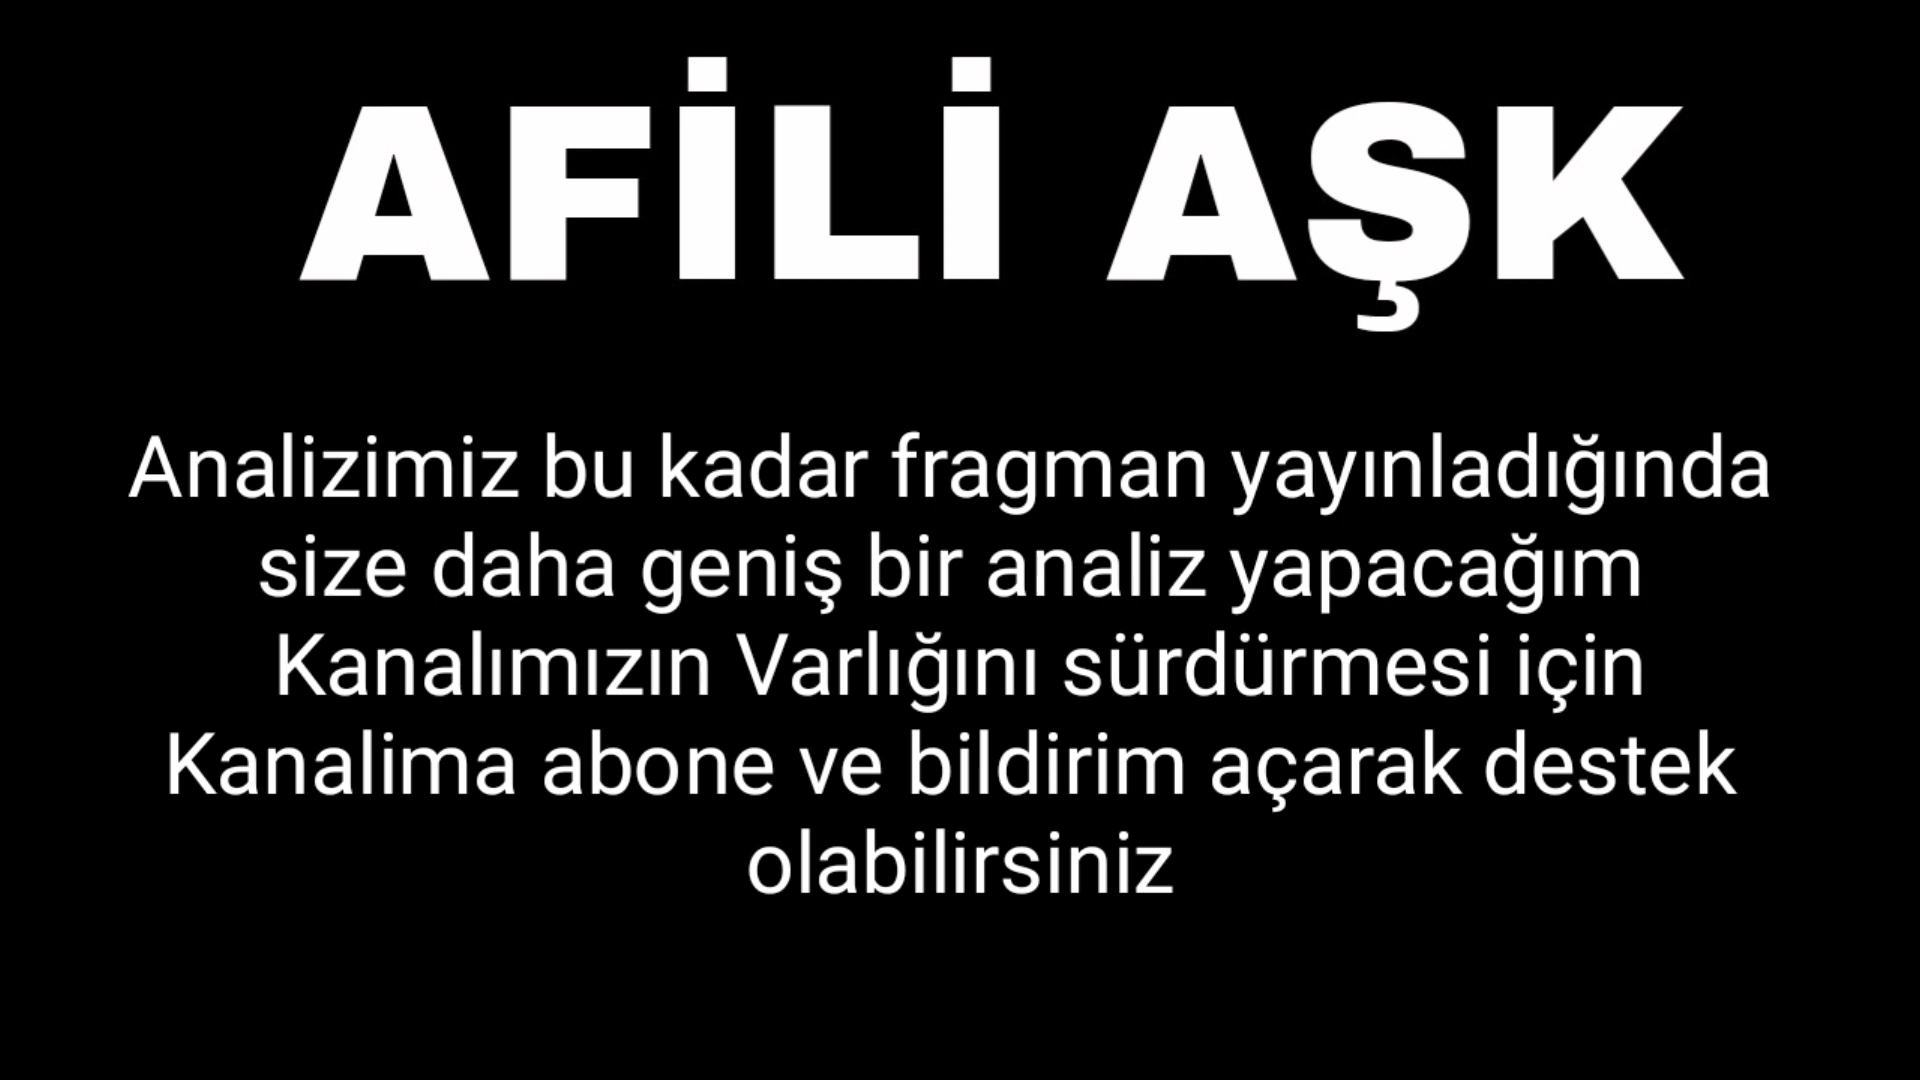 AFİLİ AŞK
Analizimiz bu kadar fragman yayınladığında
size daha geniş bir analiz yapacağım
Kanalımızın Varlığını sürdürmesi için
Kanalima abone ve bildirim açarak destek
olabilirsiniz